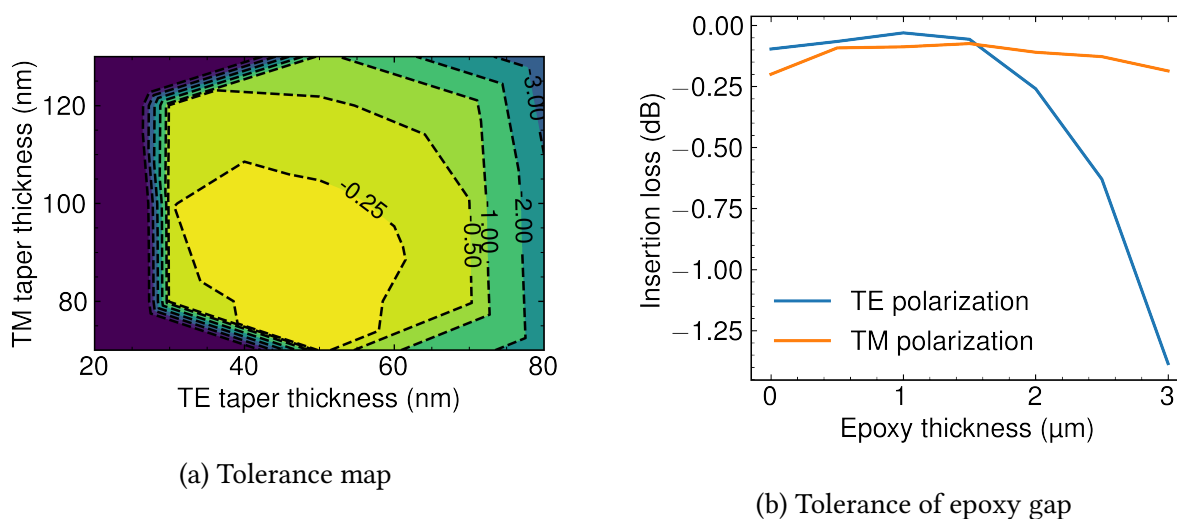 TM taper thickness (nm)
120
100
80
20
40
60
80
TE taper thickness (nm)
-0.25
0.50
1.00
2.00
3.00
(a) Tolerance map
Insertion loss (dB)
0.00
−0.25
−0.50
−0.75
−1.00
−1.25
TE polarization
TM polarization
0
1
2
3
Epoxy thickness (μm)
(b) Tolerance of epoxy gap